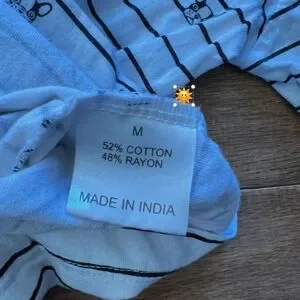 M
52% COTTON
48% RAYON
MADE IN INDIA